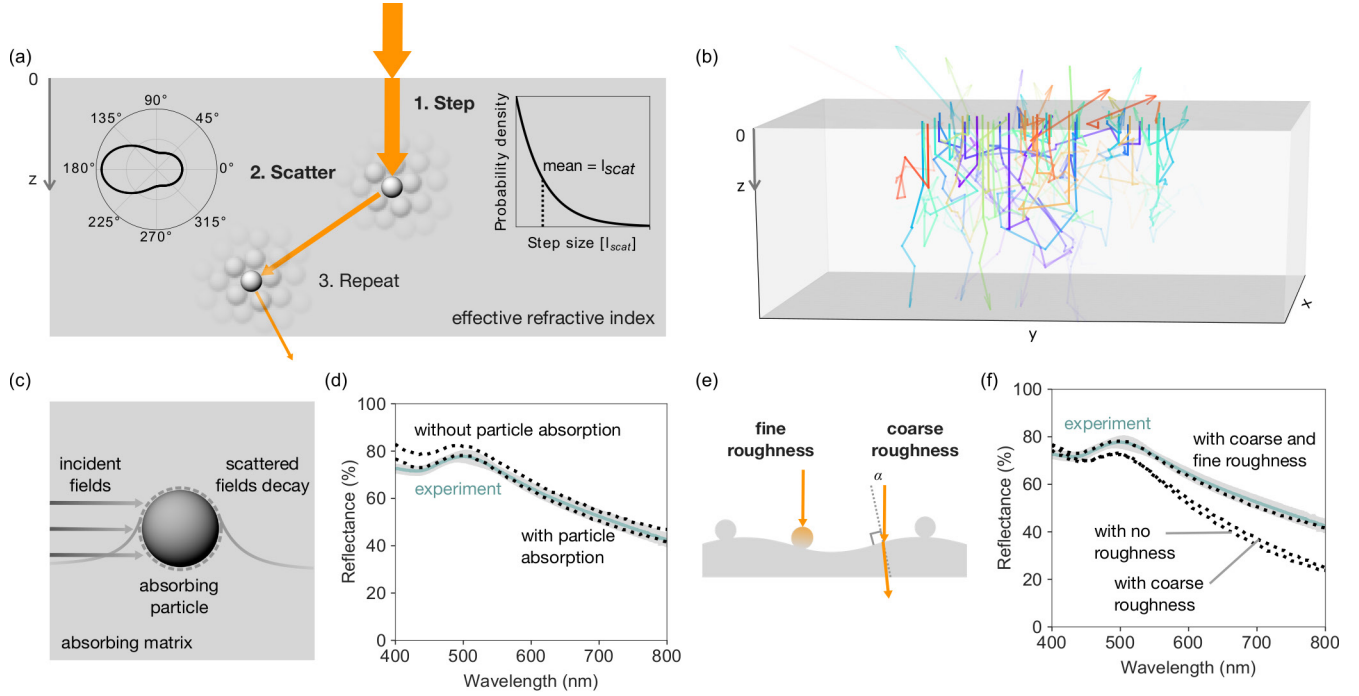 (a)
0
z
90°
135°
45°
180°
0°
225°
315°
270°
1. Step
2. Scatter
3. Repeat
Probability density
mean = lscat
Step size [lscat]
effective refractive index
(b)
0
z
y
x
(c)
incident
fields
scattered
fields decay
absorbing
particle
absorbing matrix
(d)
Reflectance (%)
100
80
60
40
20
0
400
500
600
700
800
Wavelength (nm)
without particle absorption
experiment
with particle
absorption
(e)
fine
roughness
coarse
roughness
α
(f)
Reflectance (%)
100
80
60
40
20
0
400
500
600
700
800
Wavelength (nm)
experiment
with coarse and
fine roughness
with no
roughness
with coarse
roughness